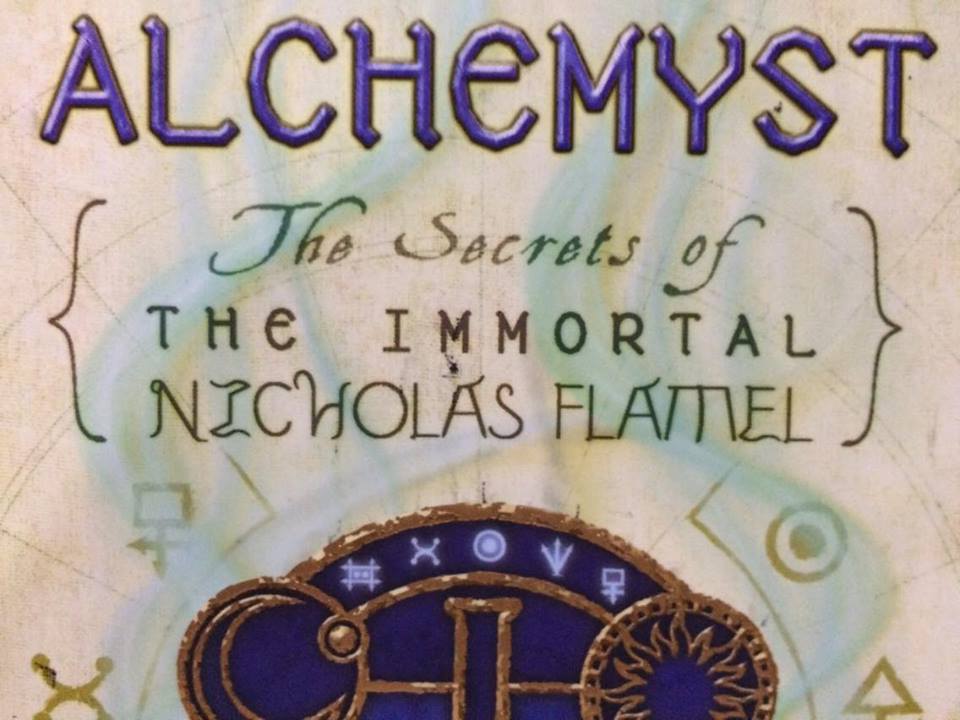 ALCHEMYST
The Secrets of
THE IMMORTAL
NICHOLAS FLAMEL